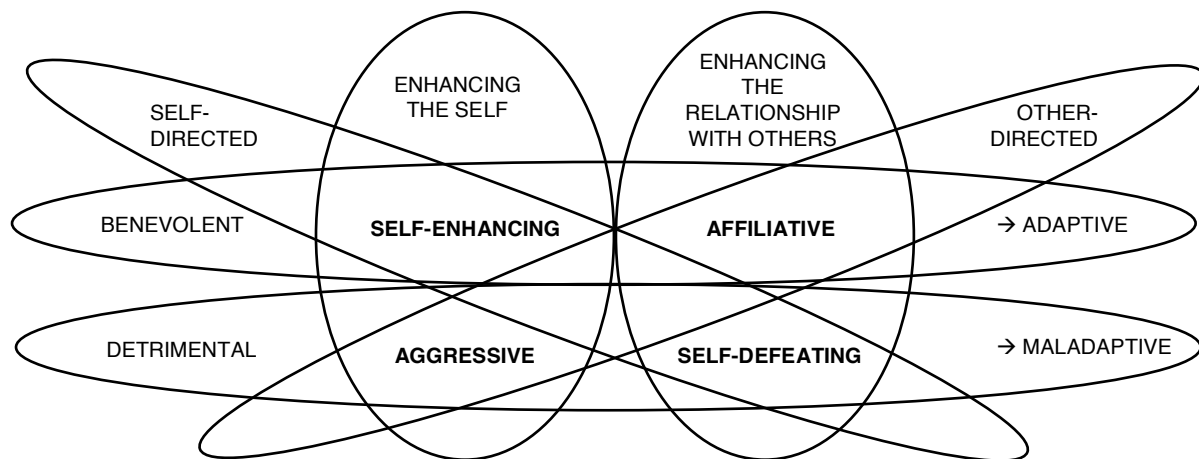 ENHANCING
THE SELF
ENHANCING
THE
RELATIONSHIP
WITH OTHERS
SELF-
DIRECTED
OTHER-
DIRECTED
BENEVOLENT
SELF-ENHANCING
AFFILIATIVE
→ ADAPTIVE
DETRIMENTAL
AGGRESSIVE
SELF-DEFEATING
→ MALADAPTIVE